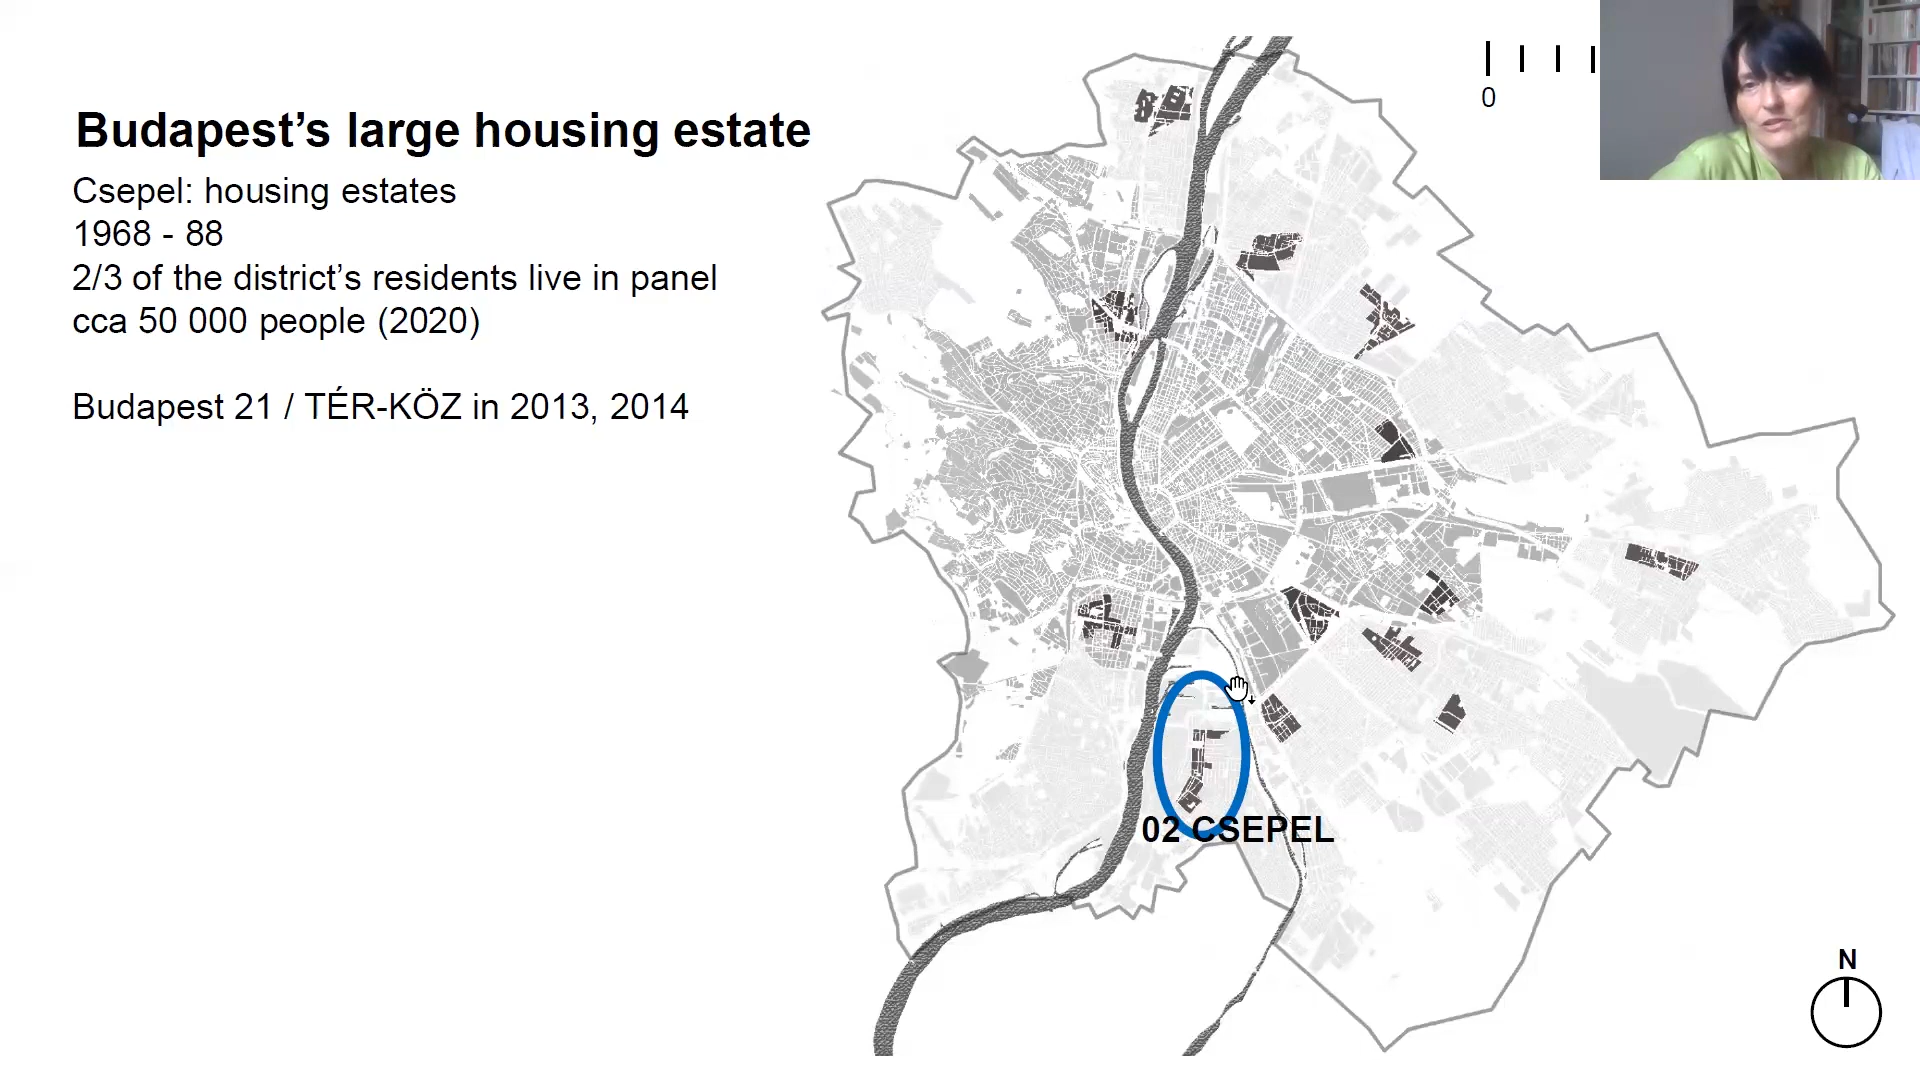 Budapest’s large housing estate
Csepel: housing estates
1968 - 88
2/3 of the district’s residents live in panel
cca 50 000 people (2020)
Budapest 21 / TÉR-KÖZ in 2013, 2014
0
02 CSEPEL
N